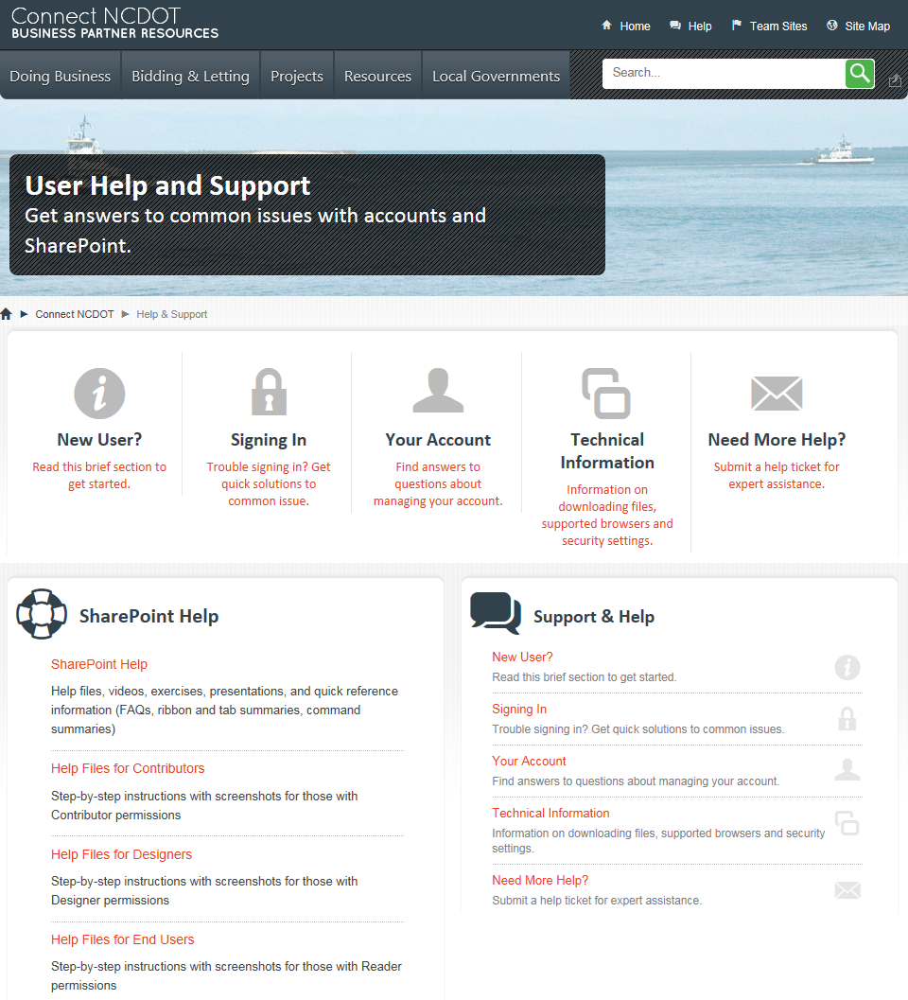 Connect NCDOT
BUSINESS PARTNER RESOURCES
Home
Help
Team Sites
Site Map
Doing Business
Bidding & Letting
Projects
Resources
Local Governments
Search...
User Help and Support
Get answers to common issues with accounts and
SharePoint.
Connect NCDOT
Help & Support
New User?
Read this brief section to
get started.
Signing In
Trouble signing in? Get
quick solutions to
common issue.
Your Account
Find answers to
questions about
managing your account.
Technical
Information
Information on
downloading files,
supported browsers and
security settings.
Need More Help?
Submit a help ticket for
expert assistance.
SharePoint Help
SharePoint Help
Help files, videos, exercises, presentations, and quick reference
information (FAQs, ribbon and tab summaries, command
summaries)
Help Files for Contributors
Step-by-step instructions with screenshots for those with
Contributor permissions
Help Files for Designers
Step-by-step instructions with screenshots for those with
Designer permissions
Help Files for End Users
Step-by-step instructions with screenshots for those with Reader
permissions
Support & Help
New User?
Read this brief section to get started.
Signing In
Trouble signing in? Get quick solutions to common issues.
Your Account
Find answers to questions about managing your account.
Technical Information
Information on downloading files, supported browsers and security
settings.
Need More Help?
Submit a help ticket for expert assistance.